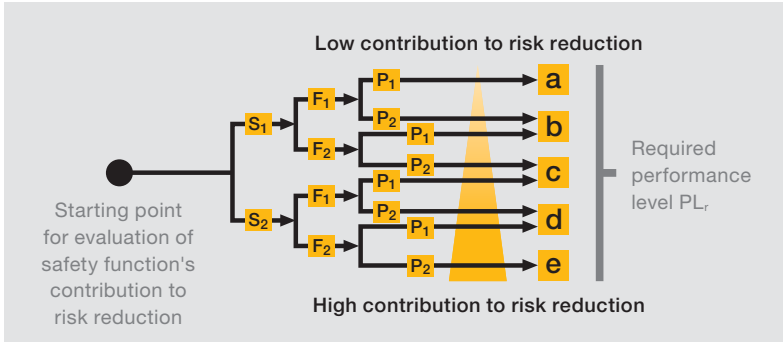 Low contribution to risk reduction
P₁
a
F₁
P₂
b
S₁
P₁
F₂
P₂
c
P₁
F₁
P₂
d
S₂
P₁
F₂
P₂
e
Required
performance
level PLᵣ
Starting point
for evaluation of
safety function's
contribution to
risk reduction
High contribution to risk reduction